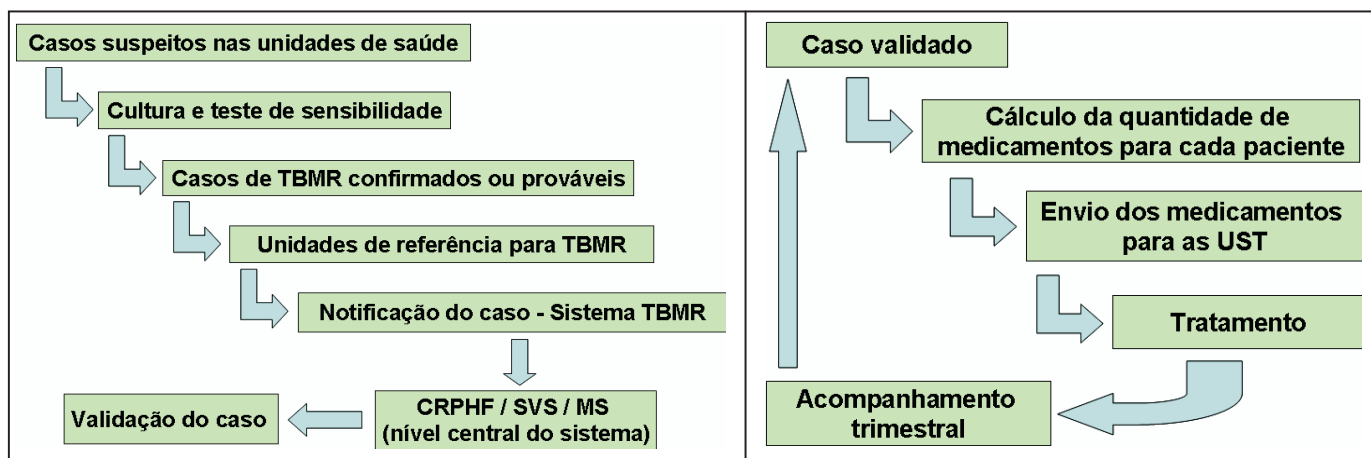 Casos suspeitos nas unidades de saúde
Cultura e teste de sensibilidade
Casos de TBMR confirmados ou prováveis
Unidades de referência para TBMR
Notificação do caso - Sistema TBMR
CRPHF / SVS / MS
(nível central do sistema)
Validação do caso
Caso validado
Cálculo da quantidade de
medicamentos para cada paciente
Envio dos medicamentos
para as UST
Tratamento
Acompanhamento
trimestral